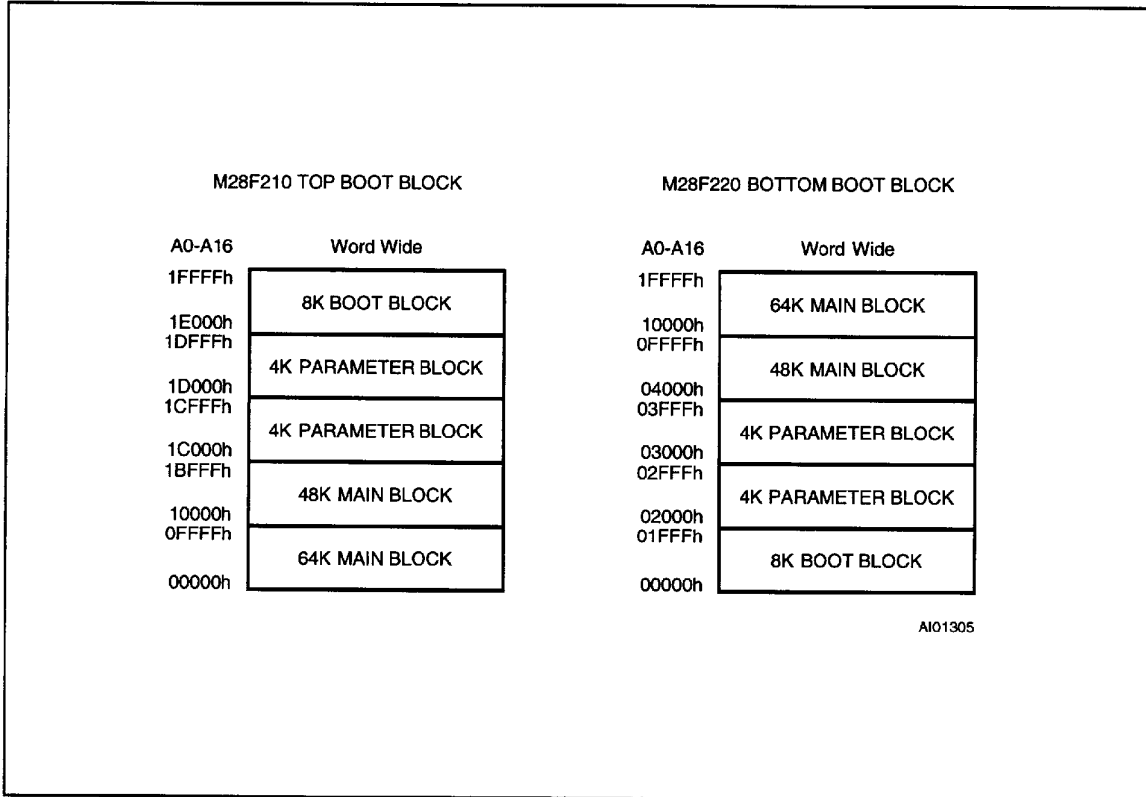 M28F210 TOP BOOT BLOCK
A0-A16 Word Wide
1FFFFh
8K BOOT BLOCK
1E000h
1DFFFh
4K PARAMETER BLOCK
1D000h
1CFFFh
4K PARAMETER BLOCK
1C000h
1BFFFh
48K MAIN BLOCK
10000h
0FFFFh
64K MAIN BLOCK
00000h
M28F220 BOTTOM BOOT BLOCK
A0-A16 Word Wide
1FFFFh
64K MAIN BLOCK
10000h
0FFFFh
48K MAIN BLOCK
04000h
03FFFh
4K PARAMETER BLOCK
03000h
02FFFh
4K PARAMETER BLOCK
02000h
01FFFh
8K BOOT BLOCK
00000h
AI01305